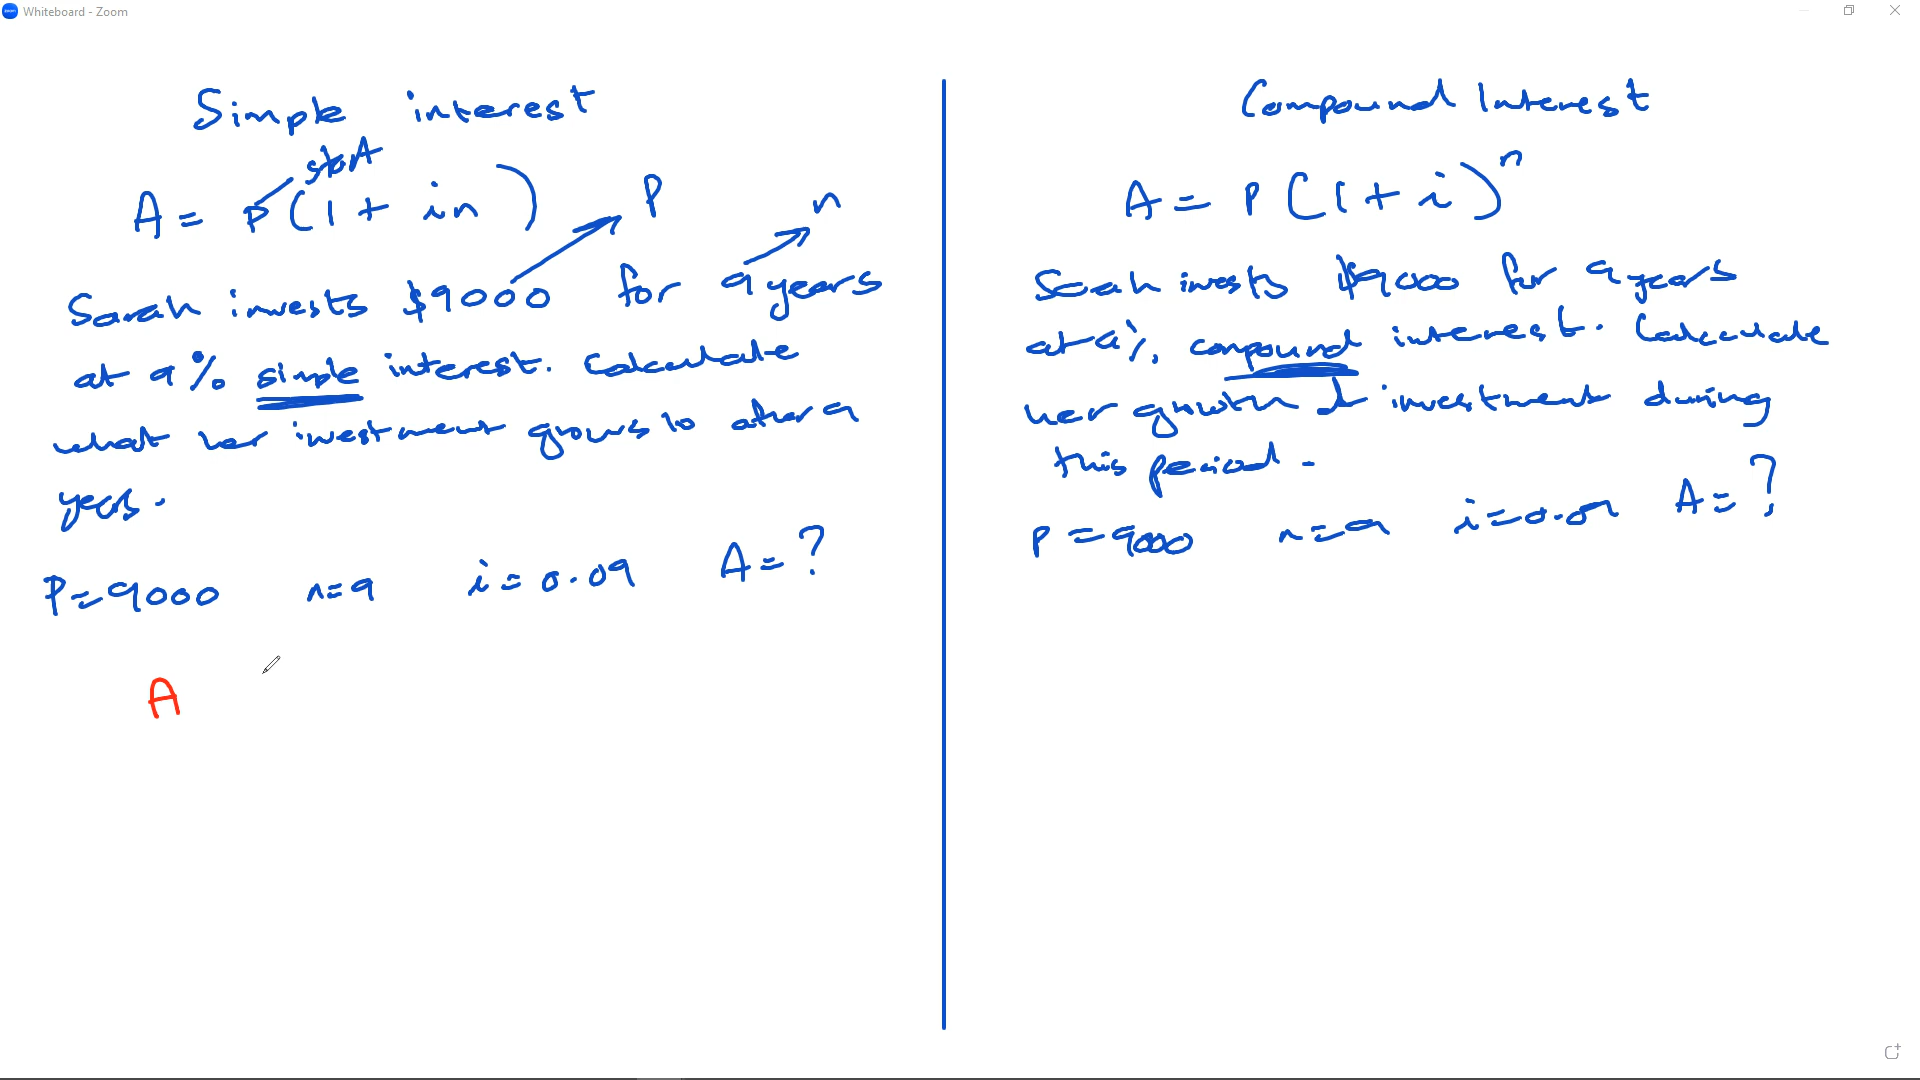 Whiteboard - Zoom
Simple interest
start
A = P(1 + in)
P
n
Sarah invests $9000 for 9 years
at 9% simple interest. Calculate
what her investment grows to after 9
years.
P=9000 n=9 i=0.09 A=?
A
Compound Interest
A = P(1+i)^n
Sarah invests $9000 for 9 years
at 9% compound interest. Calculate
her growth of investment during
this period.
P=9000 n=9 i=0.09 A=?